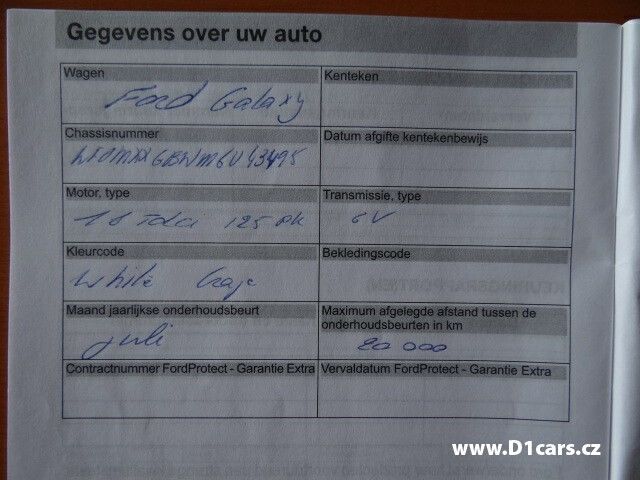 Gegevens over uw auto
Wagen Kenteken
Ford Galaxy
Chassisnummer Datum afgifte kentekenbewijs
Motor, type Transmissie, type
1.8 Tdci 125 pk 6V
Kleurcode Bekledingscode
White
Maand jaarlijkse onderhoudsbeurt Maximum afgelegde afstand tussen de
onderhoudsbeurten in km
juli 20 000
Contractnummer FordProtect - Garantie Extra Vervaldatum FordProtect - Garantie Extra
www.D1cars.cz